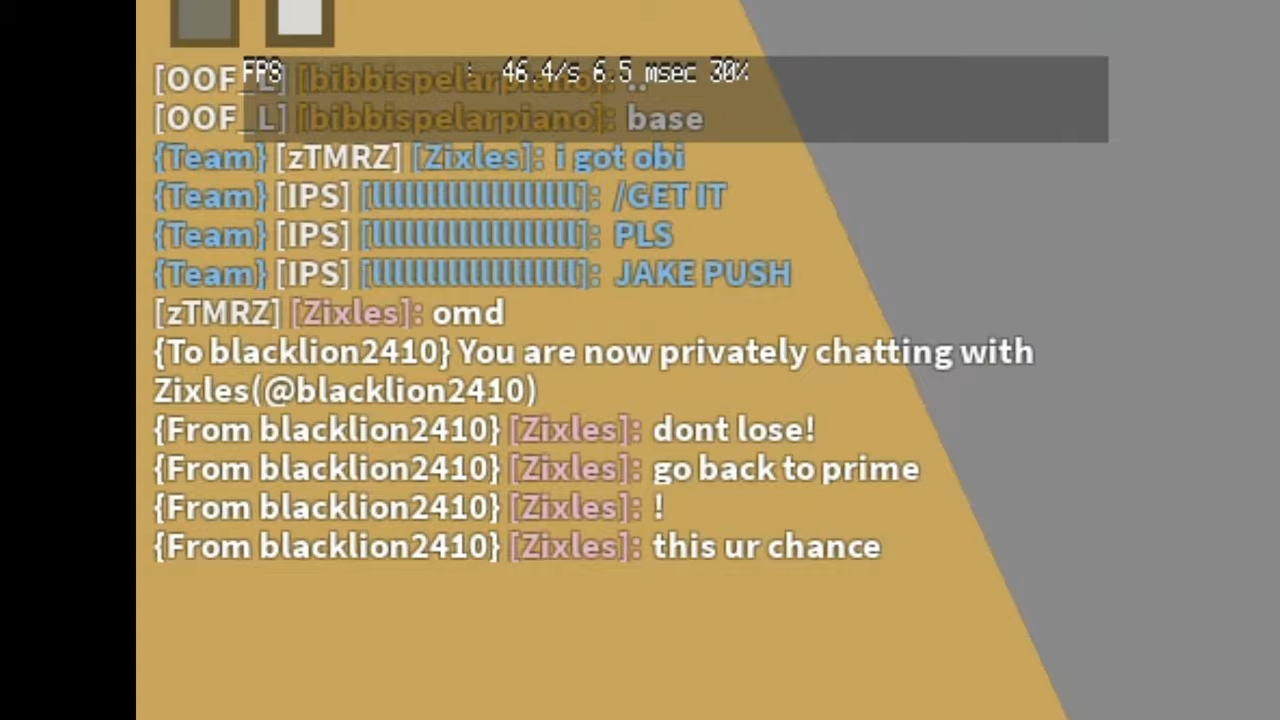 FPS : 46.4/s 6.5 msec 30%
[OOF_L] [bibbispelarpiano]: ..
[OOF_L] [bibbispelarpiano]: base
{Team} [zTMRZ] [Zixles]: i got obi
{Team} [IPS] [llllllllllllllllllll]: /GET IT
{Team} [IPS] [llllllllllllllllllll]: PLS
{Team} [IPS] [llllllllllllllllllll]: JAKE PUSH
[zTMRZ] [Zixles]: omd
{To blacklion2410} You are now privately chatting with
Zixles(@blacklion2410)
{From blacklion2410} [Zixles]: dont lose!
{From blacklion2410} [Zixles]: go back to prime
{From blacklion2410} [Zixles]: !
{From blacklion2410} [Zixles]: this ur chance